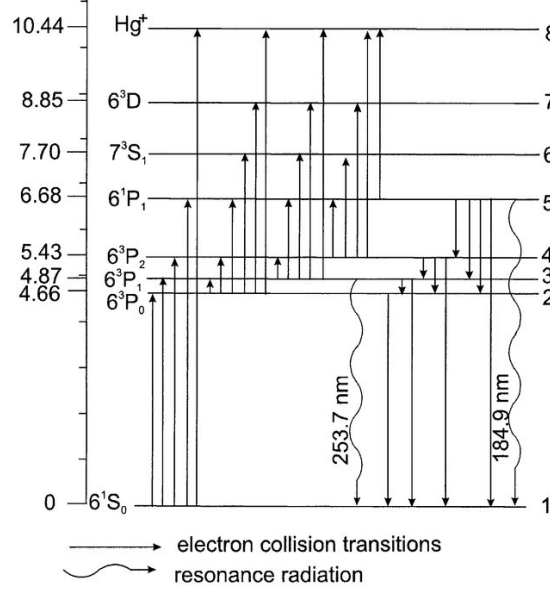 10.44 Hg⁺ 8
8.85 6³D 7
7.70 7³S₁ 6
6.68 6¹P₁ 5
5.43 6³P₂ 4
4.87 6³P₁ 3
4.66 6³P₀ 2
253.7 nm
184.9 nm
0 6¹S₀ 1
electron collision transitions
resonance radiation